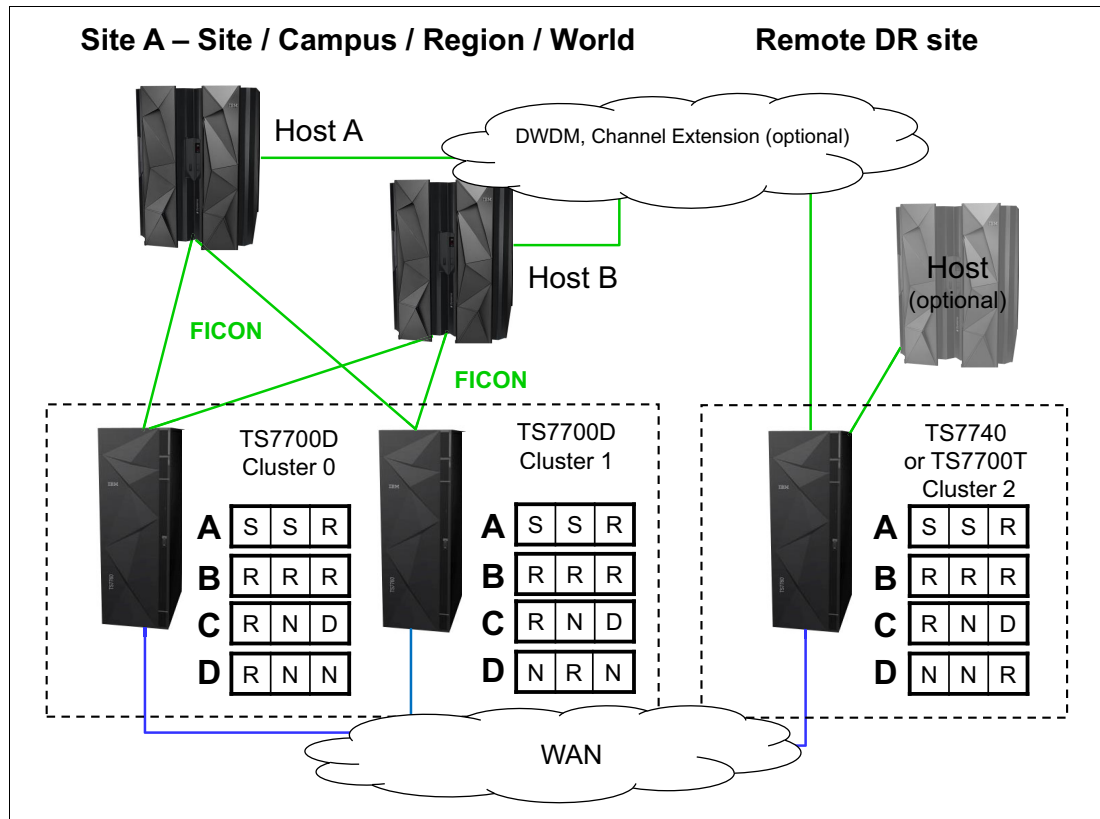 Site A – Site / Campus / Region / World
Remote DR site
Host A
DWDM, Channel Extension (optional)
Host B
Host
(optional)
FICON
FICON
TS7700D
Cluster 0
A S S R
B R R R
C R N D
D R N N
TS7700D
Cluster 1
A S S R
B R R R
C R N D
D N R N
TS7740
or TS7700T
Cluster 2
A S S R
B R R R
C R N D
D N N R
WAN